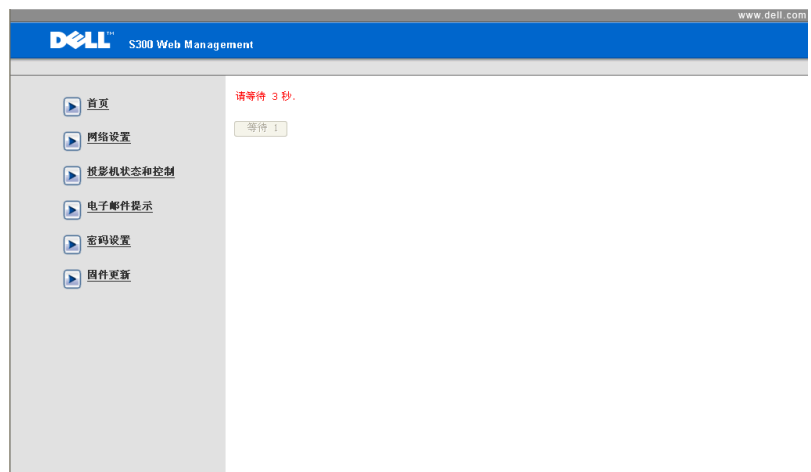 www.dell.com
DELL™ S300 Web Management
首页
网络设置
投影机状态和控制
电子邮件提示
密码设置
固件更新
请等待 3 秒.
等待 1